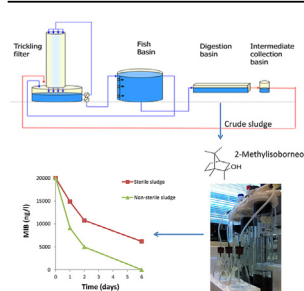 Trickling
filter
Fish
Basin
Digestion
basin
Intermediate
collection
basin
Crude sludge
2-Methylisoborneo
OH
Sterile sludge
Non-sterile sludge
MIB (ng/l)
20000
15000
10000
5000
0
0
1
2
3
4
5
6
Time (days)